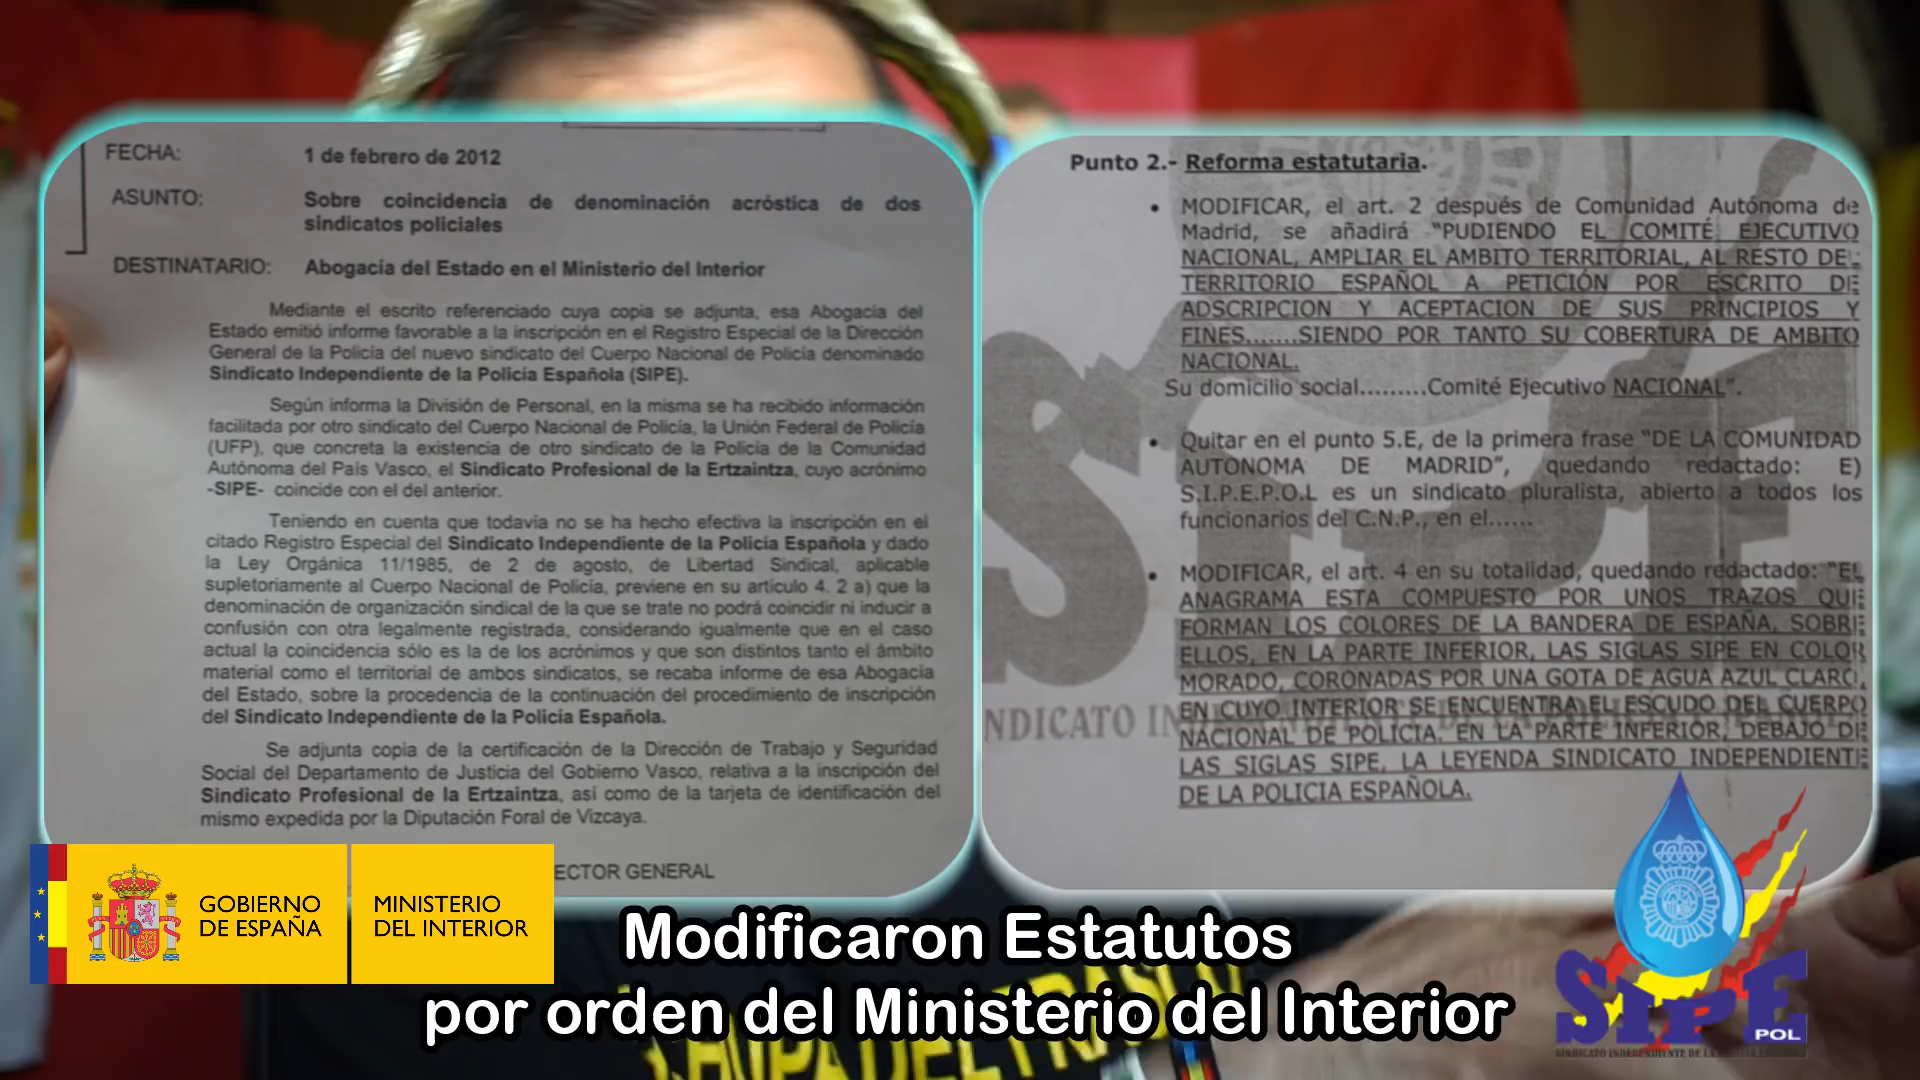 FECHA: 1 de febrero de 2012
ASUNTO: Sobre coincidencia de denominación acróstica de dos
sindicatos policiales
DESTINATARIO: Abogacía del Estado en el Ministerio del Interior
Mediante el escrito referenciado cuya copia se adjunta, esa Abogacía del
Estado emitió informe favorable a la inscripción en el Registro Especial de la Dirección
General de la Policía del nuevo sindicato del Cuerpo Nacional de Policía denominado
Sindicato Independiente de la Policía Española (SIPE).
Según informa la División de Personal, en la misma se ha recibido información
facilitada por otro sindicato del Cuerpo Nacional de Policía, la Unión Federal de Policía
(UFP), que concreta la existencia de otro sindicato de la Policía de la Comunidad
Autónoma del País Vasco, el Sindicato Profesional de la Ertzaintza, cuyo acrónimo
-SIPE- coincide con el del anterior.
Teniendo en cuenta que todavía no se ha hecho efectiva la inscripción en el
citado Registro Especial del Sindicato Independiente de la Policía Española y dado
la Ley Orgánica 11/1985, de 2 de agosto, de Libertad Sindical, aplicable
supletoriamente al Cuerpo Nacional de Policía, previene en su artículo 4. 2 a) que la
denominación de organización sindical de la que se trate no podrá coincidir ni inducir a
confusión con otra legalmente registrada, considerando igualmente que en el caso
actual la coincidencia sólo es la de los acrónimos y que son distintos tanto el ámbito
material como el territorial de ambos sindicatos, se recaba informe de esa Abogacía
del Estado, sobre la procedencia de la continuación del procedimiento de inscripción
del Sindicato Independiente de la Policía Española.
Se adjunta copia de la certificación de la Dirección de Trabajo y Seguridad
Social del Departamento de Justicia del Gobierno Vasco, relativa a la inscripción del
Sindicato Profesional de la Ertzaintza, así como de la tarjeta de identificación del
mismo expedida por la Diputación Foral de Vizcaya.
ECTOR GENERAL
Punto 2.- Reforma estatutaria.
• MODIFICAR, el art. 2 después de Comunidad Autónoma de
Madrid, se añadirá “PUDIENDO EL COMITÉ EJECUTIVO
NACIONAL, AMPLIAR EL AMBITO TERRITORIAL, AL RESTO DEL
TERRITORIO ESPAÑOL A PETICIÓN POR ESCRITO DE
ADSCRIPCION Y ACEPTACION DE SUS PRINCIPIOS Y
FINES.......SIENDO POR TANTO SU COBERTURA DE AMBITO
NACIONAL.
Su domicilio social.........Comité Ejecutivo NACIONAL”.
• Quitar en el punto 5.E, de la primera frase “DE LA COMUNIDAD
AUTONOMA DE MADRID”, quedando redactado: E)
S.I.P.E.P.O.L es un sindicato pluralista, abierto a todos los
funcionarios del C.N.P., en el......
• MODIFICAR, el art. 4 en su totalidad, quedando redactado: “EL
ANAGRAMA ESTA COMPUESTO POR UNOS TRAZOS QUE
FORMAN LOS COLORES DE LA BANDERA DE ESPAÑA, SOBRE
ELLOS, EN LA PARTE INFERIOR, LAS SIGLAS SIPE EN COLOR
MORADO, CORONADAS POR UNA GOTA DE AGUA AZUL CLARO,
EN CUYO INTERIOR SE ENCUENTRA EL ESCUDO DEL CUERPO
NACIONAL DE POLICIA. EN LA PARTE INFERIOR, DEBAJO DE
LAS SIGLAS SIPE, LA LEYENDA SINDICATO INDEPENDIENTE
DE LA POLICIA ESPAÑOLA.
GOBIERNO
DE ESPAÑA
MINISTERIO
DEL INTERIOR
Modificaron Estatutos
por orden del Ministerio del Interior
SIPE
POL